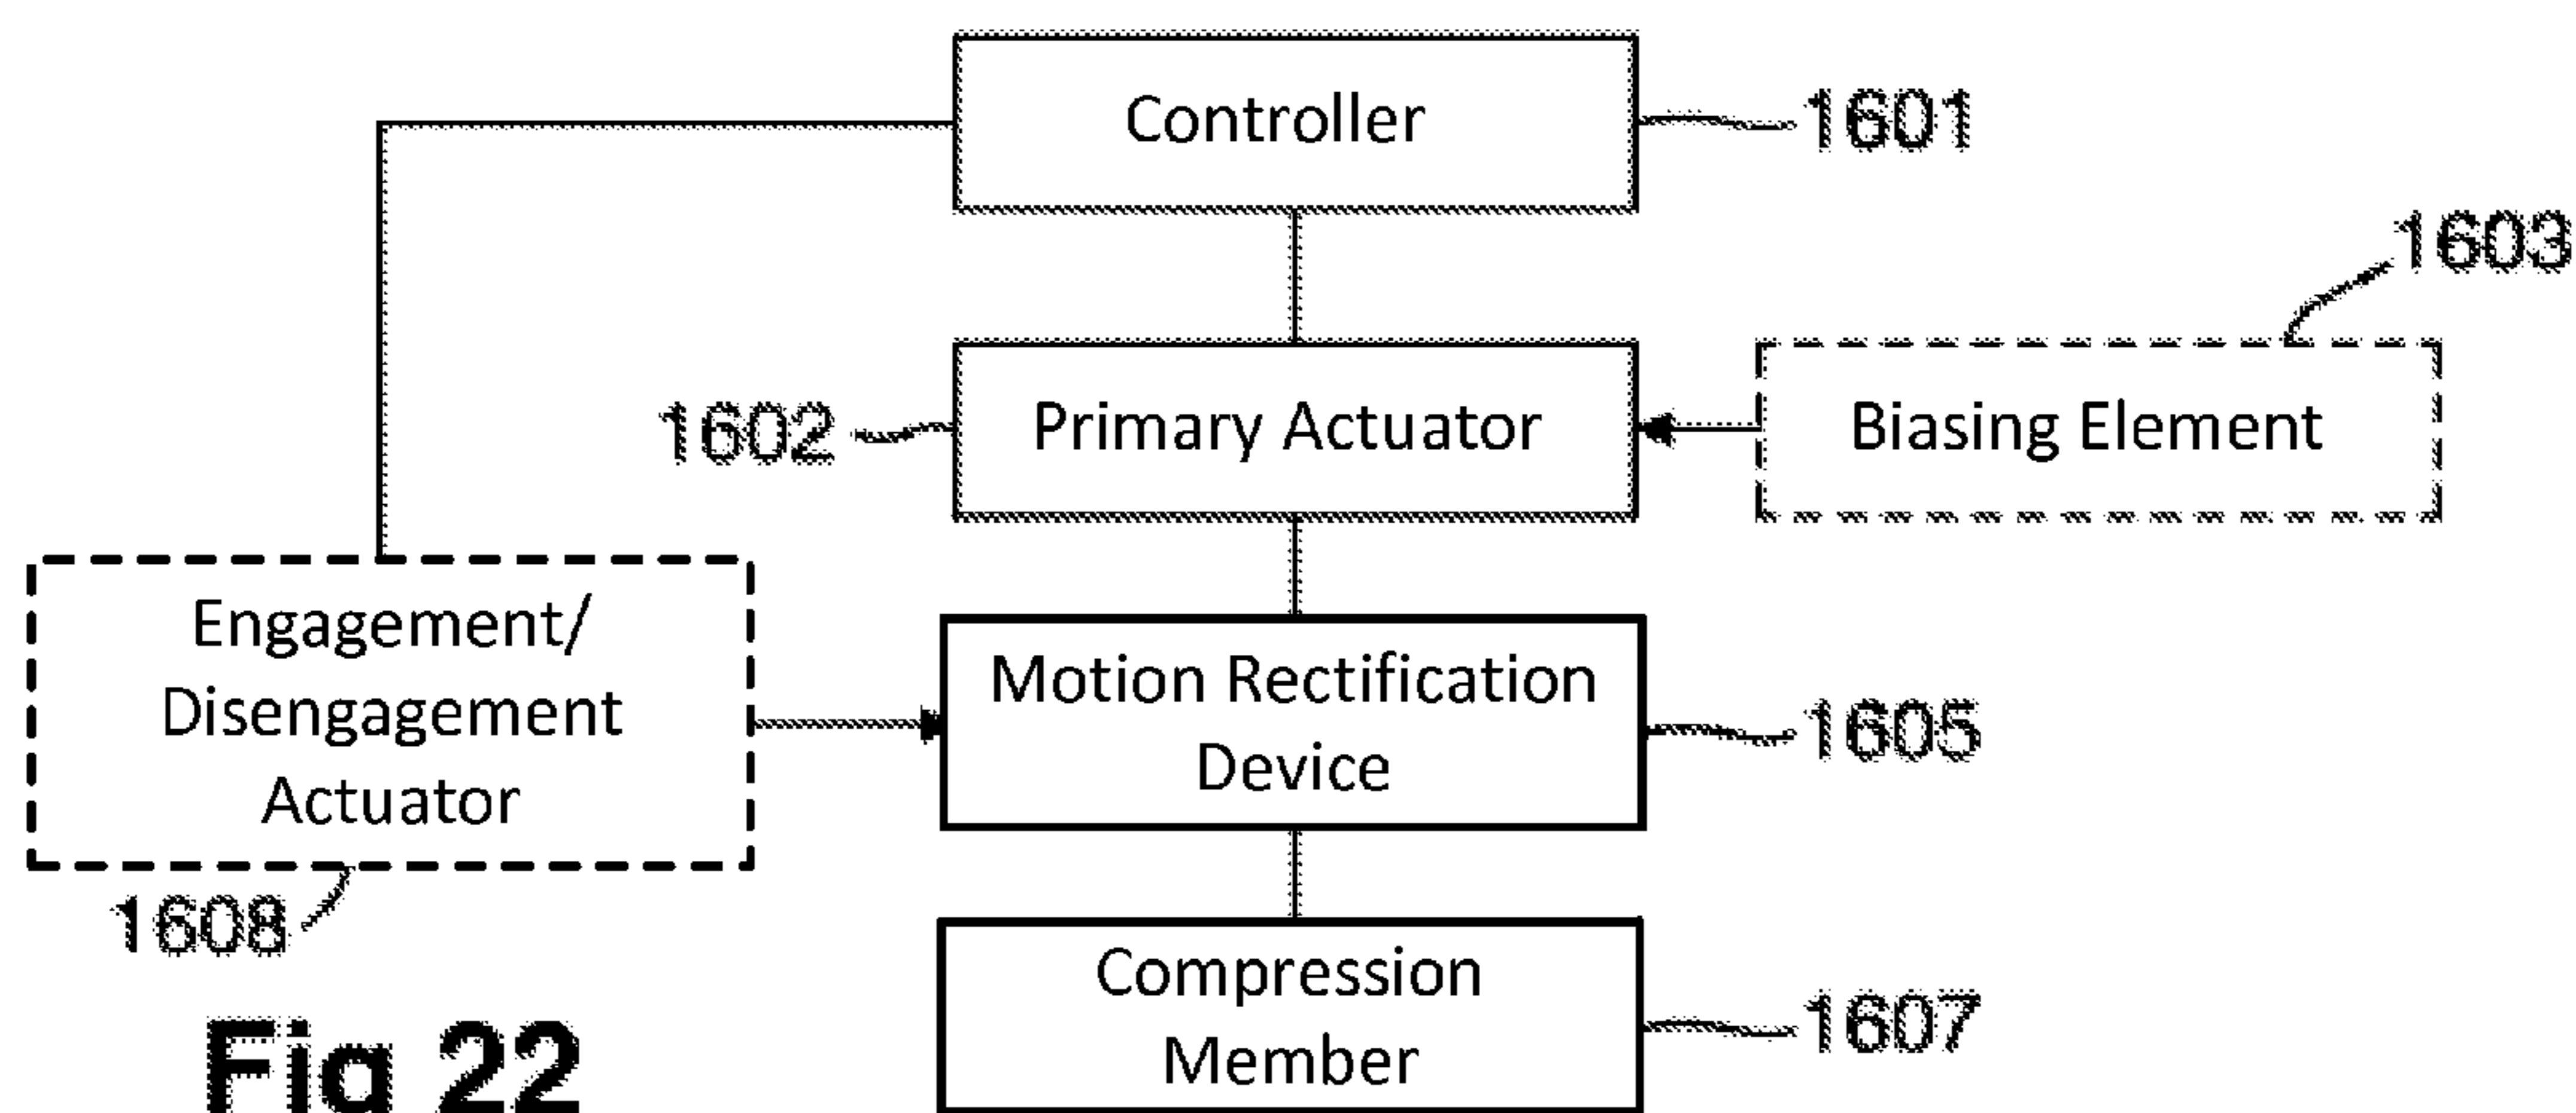 Controller
1601
1603
1602
Primary Actuator
Biasing Element
Engagement/
Disengagement
Actuator
Motion Rectification
Device
1605
1608
Compression
Member
1607
Fig 22